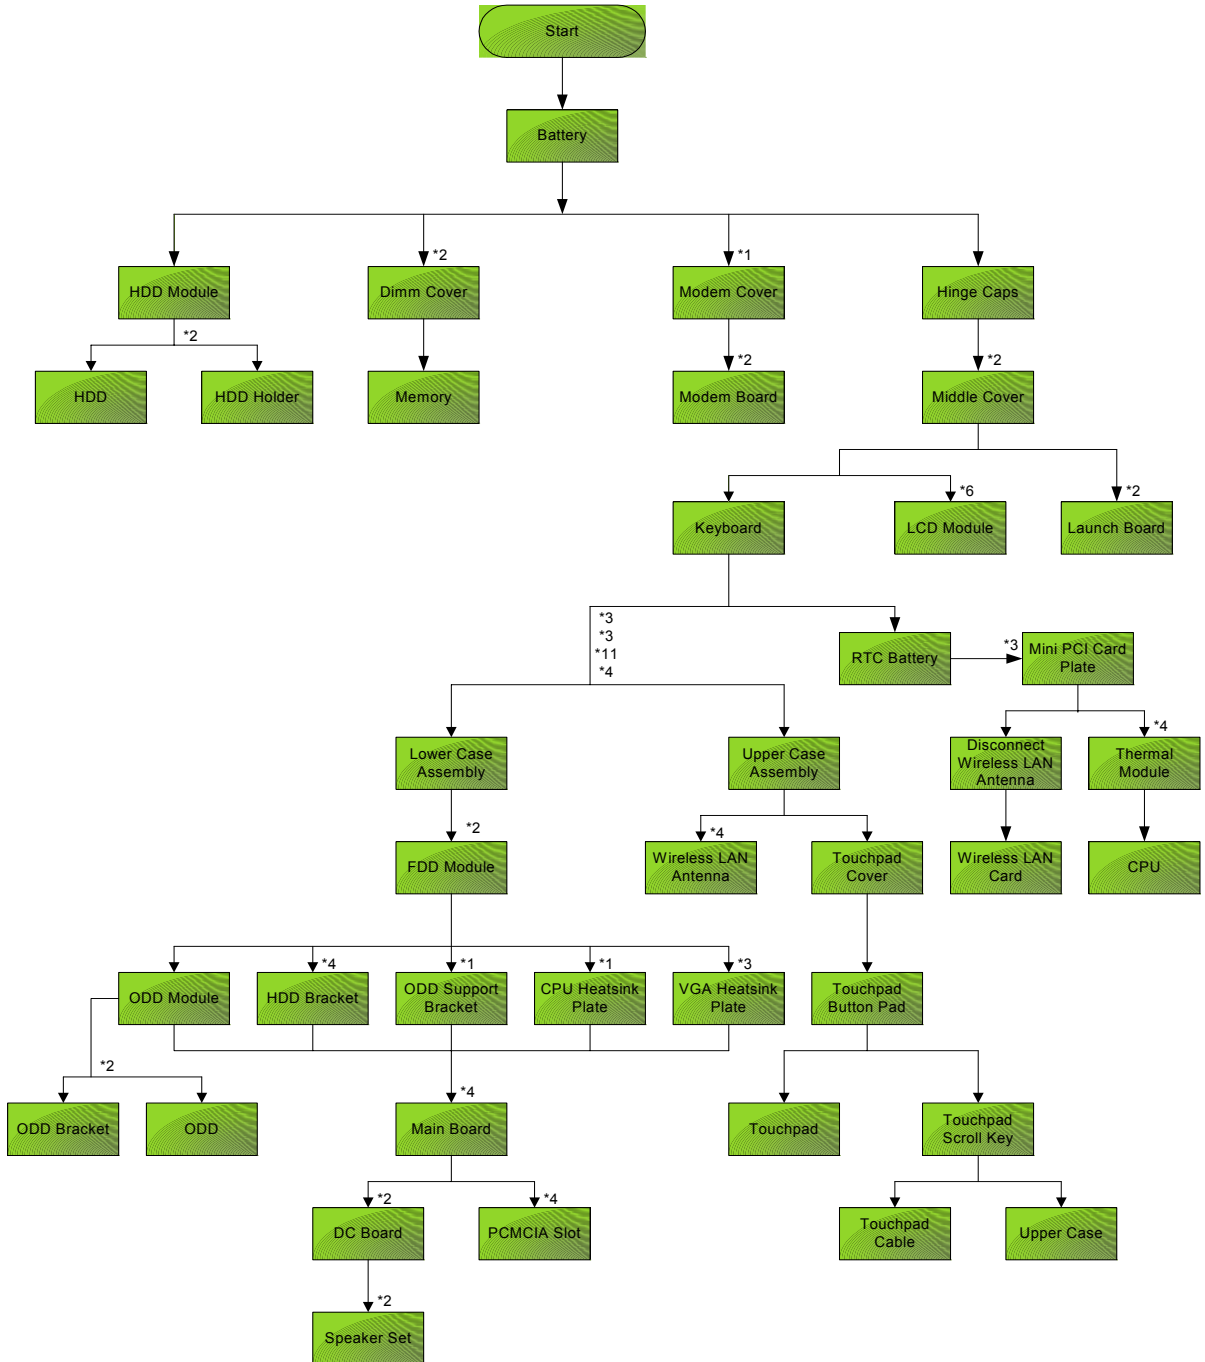 Start
Battery
*2
*1
HDD Module
Dimm Cover
Modem Cover
Hinge Caps
*2
*2
*2
HDD
HDD Holder
Memory
Modem Board
Middle Cover
*6
*2
Keyboard
LCD Module
Launch Board
*3
*3
*11
*4
RTC Battery
*3
Mini PCI Card
Plate
*4
Lower Case
Assembly
Upper Case
Assembly
Disconnect
Wireless LAN
Antenna
Thermal
Module
*2
*4
FDD Module
Wireless LAN
Antenna
Touchpad
Cover
Wireless LAN
Card
CPU
*4
*1
*1
*3
ODD Module
HDD Bracket
ODD Support
Bracket
CPU Heatsink
Plate
VGA Heatsink
Plate
Touchpad
Button Pad
*2
*4
ODD Bracket
ODD
Main Board
Touchpad
Touchpad
Scroll Key
*2
*4
DC Board
PCMCIA Slot
Touchpad
Cable
Upper Case
*2
Speaker Set